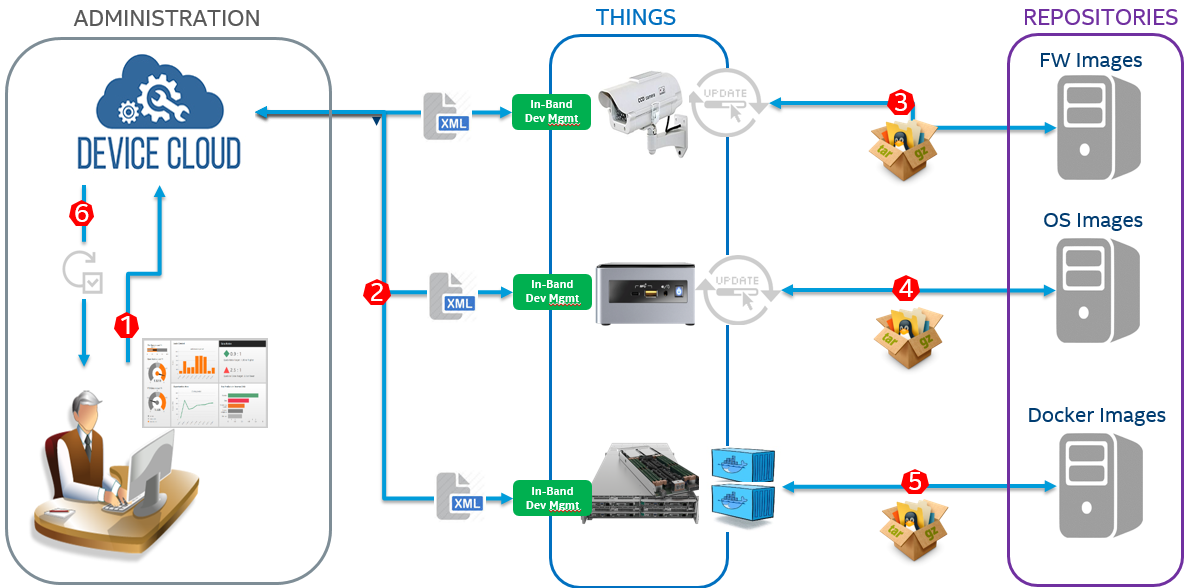 ADMINISTRATION
THINGS
REPOSITORIES
FW Images
UPDATE
CCD camera
In-Band
Dev Mgmt
XML
3
tar
gz
DEVICE CLOUD
6
OS Images
UPDATE
In-Band
Dev Mgmt
XML
2
4
tar
gz
1
Docker Images
In-Band
Dev Mgmt
XML
5
tar
gz